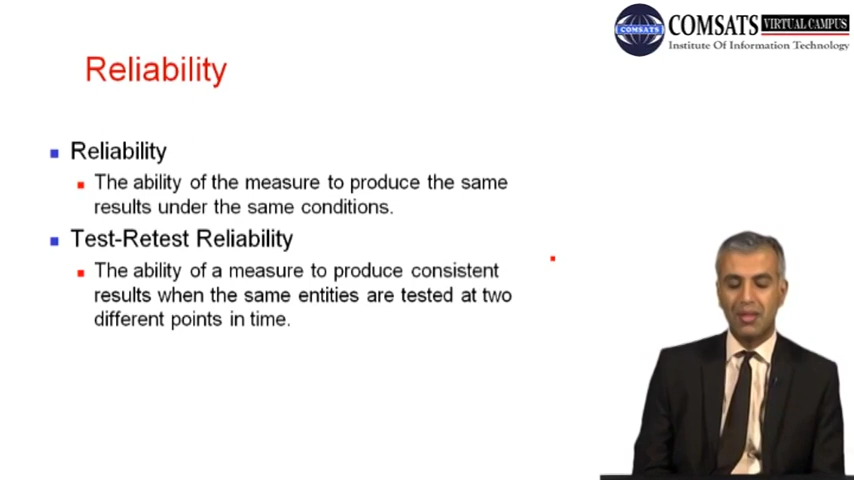 COMSATS
COMSATS VIRTUAL CAMPUS
Institute Of Information Technology
Reliability
Reliability
The ability of the measure to produce the same
results under the same conditions.
Test-Retest Reliability
The ability of a measure to produce consistent
results when the same entities are tested at two
different points in time.